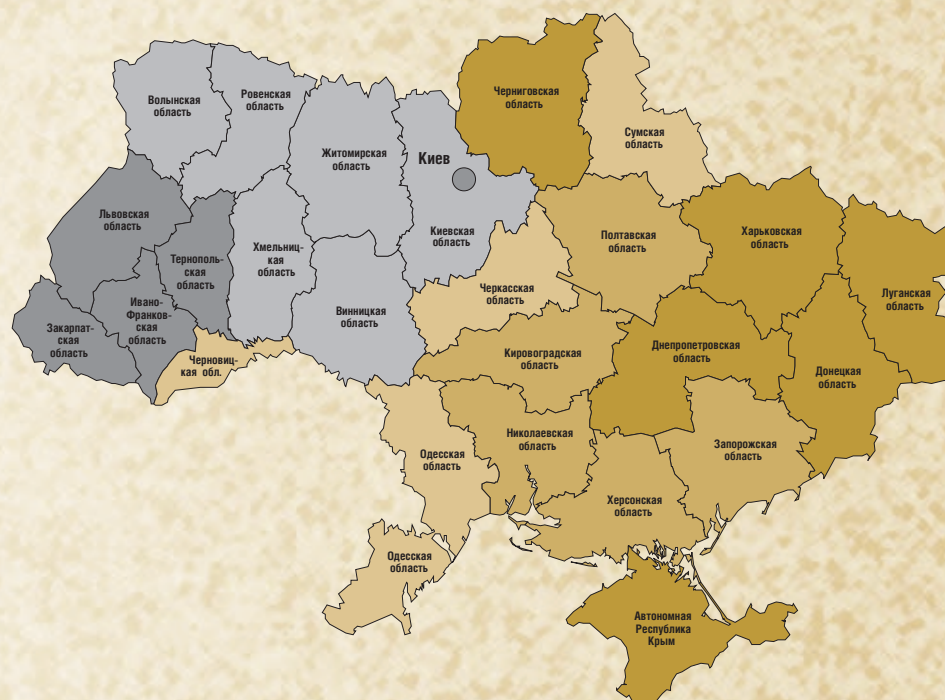 Волынская
область
Ровенская
область
Житомирская
область
Киев
Киевская
область
Черниговская
область
Сумская
область
Львовская
область
Тернополь-
ская
область
Хмельниц-
кая
область
Ивано-
Франков-
ская
область
Закарпат-
ская
область
Черновиц-
кая обл.
Винницкая
область
Черкасская
область
Полтавская
область
Харьковская
область
Луганская
область
Кировоградская
область
Днепропетровская
область
Донецкая
область
Одесская
область
Николаевская
область
Запорожская
область
Херсонская
область
Одесская
область
Автономная
Республика
Крым